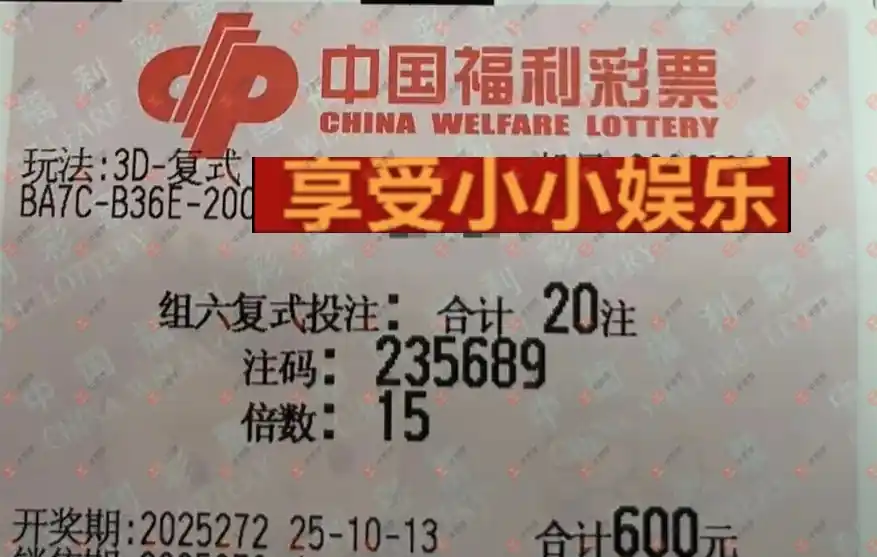 中国福利彩票
CHINA WELFARE LOTTERY
玩法:3D-复式
BA7C-B36E-200
享受小小娱乐
组六复式投注: 合计 20注
注码: 235689
倍数: 15
开奖期:2025272 25-10-13 合计600元